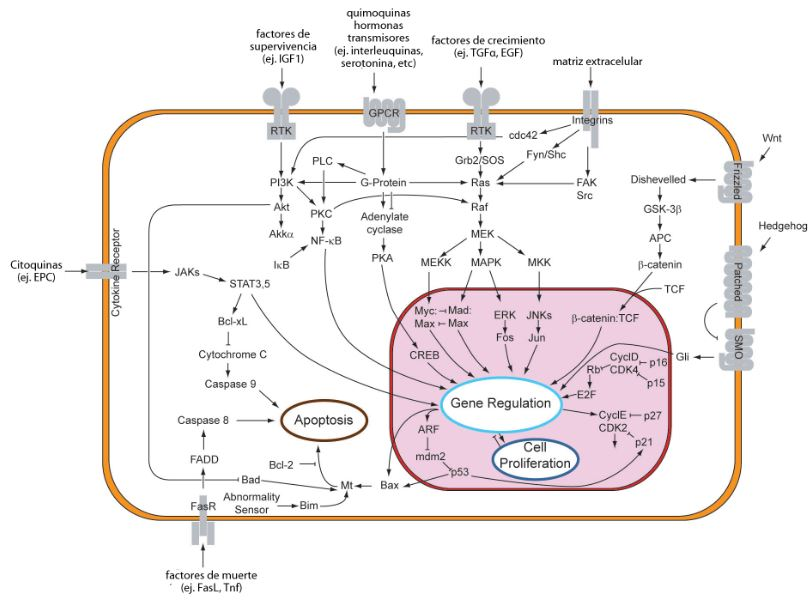 quimoquinas
hormonas
transmisores
(ej. interleuquinas,
serotonina, etc)
factores de
supervivencia
(ej. IGF1)
factores de crecimiento
(ej. TGFα, EGF)
matriz extracelular
RTK
GPCR
RTK
Integrins
cdc42
Wnt
PLC
Grb2/SOS
Fyn/Shc
Frizzled
PI3K
G-Protein
Ras
FAK
Src
Dishevelled
Akt
PKC
Adenylate
cyclase
Raf
GSK-3β
Akkα
NF-κB
MEK
APC
Hedgehog
IκB
PKA
MEKK
MAPK
MKK
β-catenin
Citoquinas
(ej. EPC)
Cytokine Receptor
JAKs
STAT3,5
TCF
Patched
Myc:
Max
Mad:
Max
ERK
JNKs
β-catenin:TCF
Bcl-xL
Fos
Jun
SMO
Cytochrome C
CREB
Gli
CycID
p16
Rb
CDK4
p15
Caspase 9
E2F
Gene Regulation
Caspase 8
Apoptosis
ARF
CyclE
p27
CDK2
p21
FADD
mdm2
Cell
Proliferation
Bcl-2
p53
Bad
Mt
Bax
FasR
Abnormality
Sensor
Bim
factores de muerte
(ej. FasL, Tnf)